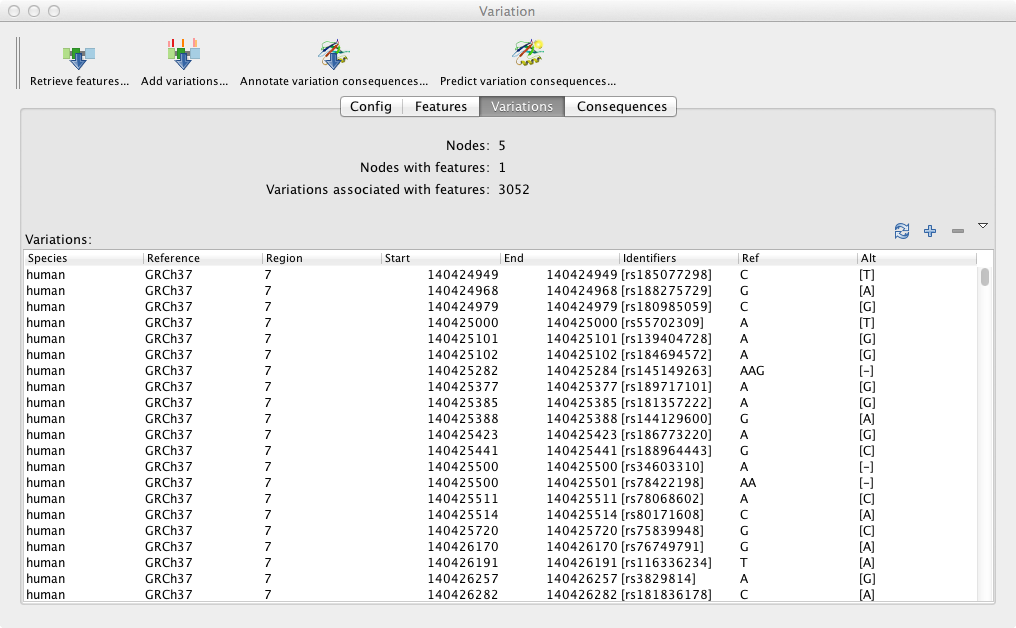 Variation
Retrieve features... Add variations... Annotate variation consequences... Predict variation consequences...
Config Features Variations Consequences
Nodes: 5
Nodes with features: 1
Variations associated with features: 3052
Variations:
Species Reference Region Start End Identifiers Ref Alt
human GRCh37 7 140424949 140424949 [rs185077298] C [T]
human GRCh37 7 140424968 140424968 [rs188275729] G [A]
human GRCh37 7 140424979 140424979 [rs180985059] C [G]
human GRCh37 7 140425000 140425000 [rs55702309] A [T]
human GRCh37 7 140425101 140425101 [rs139404728] A [G]
human GRCh37 7 140425102 140425102 [rs184694572] A [G]
human GRCh37 7 140425282 140425284 [rs145149263] AAG [-]
human GRCh37 7 140425377 140425377 [rs189717101] A [G]
human GRCh37 7 140425385 140425385 [rs181357222] A [G]
human GRCh37 7 140425388 140425388 [rs144129600] G [A]
human GRCh37 7 140425423 140425423 [rs186773220] A [G]
human GRCh37 7 140425441 140425441 [rs188964443] G [C]
human GRCh37 7 140425500 140425500 [rs34603310] A [-]
human GRCh37 7 140425500 140425501 [rs78422198] AA [-]
human GRCh37 7 140425511 140425511 [rs78068602] A [C]
human GRCh37 7 140425514 140425514 [rs80171608] C [A]
human GRCh37 7 140425720 140425720 [rs75839948] G [C]
human GRCh37 7 140426170 140426170 [rs76749791] G [A]
human GRCh37 7 140426191 140426191 [rs116336234] T [A]
human GRCh37 7 140426257 140426257 [rs3829814] A [G]
human GRCh37 7 140426282 140426282 [rs181836178] C [A]